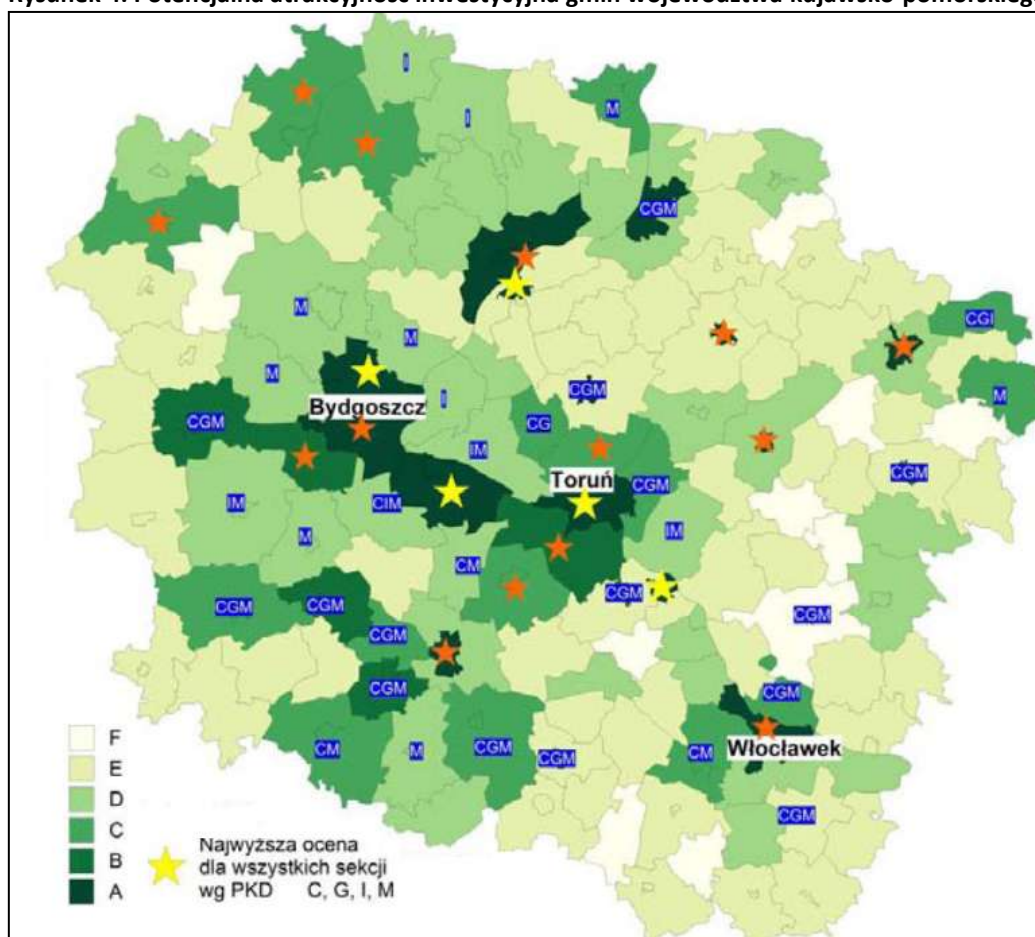 Rysunek 4. Potencjalna atrakcyjność inwestycyjna gmin województwa kujawsko-pomorskieg
I
M
I
CGM
M
CGI
M
M
CGM
M
I
Bydgoszcz
CGM
CG
IM
CGM
Toruń
CGM
IM
CIM
IM
M
CM
CGM
CGM
CGM
CGM
CGM
CGM
CGM
CM
M
CGM
CM
Włocławek
CGM
CGM
F
E
D
C
B
A
Najwyższa ocena
dla wszystkich sekcji
wg PKD C, G, I, M